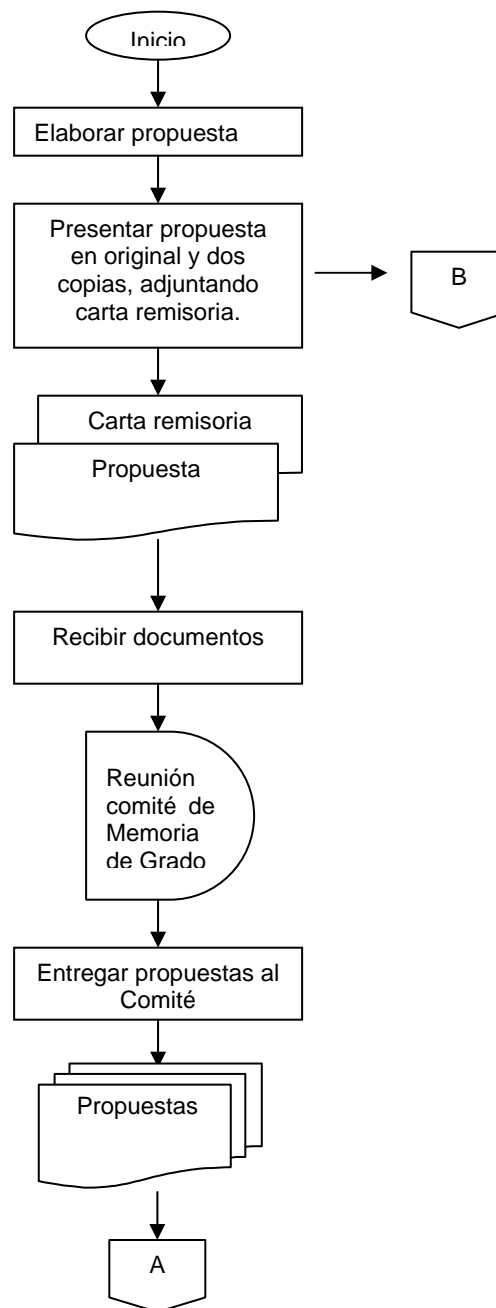 Inicio
Elaborar propuesta
Presentar propuesta
en original y dos
copias, adjuntando
carta remisoria.
B
Carta remisoria
Propuesta
Recibir documentos
Reunión
comité de
Memoria
de Grado
Entregar propuestas al
Comité
Propuestas
A